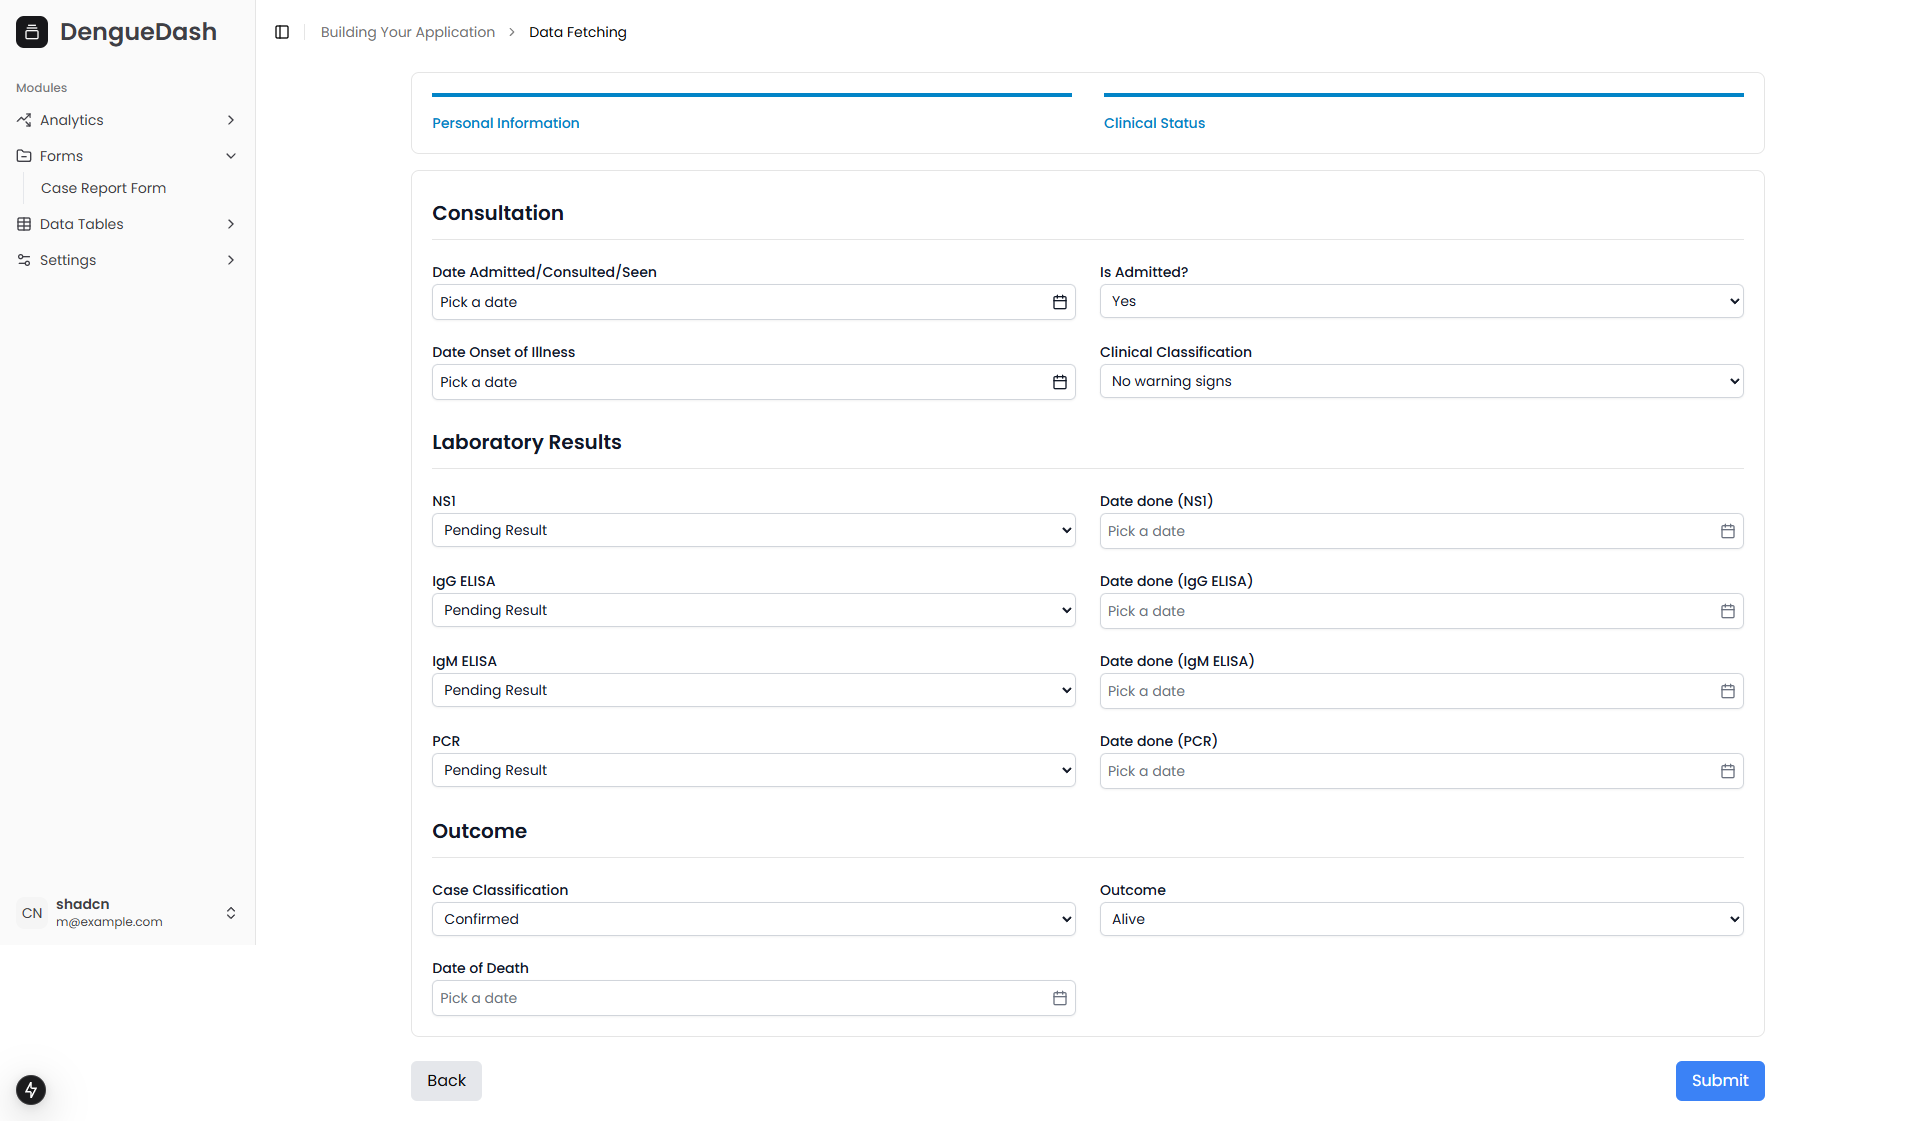 DengueDash
Modules
Analytics
Forms
Case Report Form
Data Tables
Settings
CN
shadcn
m@example.com
Building Your Application > Data Fetching
Personal Information
Clinical Status
Consultation
Date Admitted/Consulted/Seen
Pick a date
Is Admitted?
Yes
Date Onset of Illness
Pick a date
Clinical Classification
No warning signs
Laboratory Results
NS1
Pending Result
Date done (NS1)
Pick a date
IgG ELISA
Pending Result
Date done (IgG ELISA)
Pick a date
IgM ELISA
Pending Result
Date done (IgM ELISA)
Pick a date
PCR
Pending Result
Date done (PCR)
Pick a date
Outcome
Case Classification
Confirmed
Outcome
Alive
Date of Death
Pick a date
Back
Submit